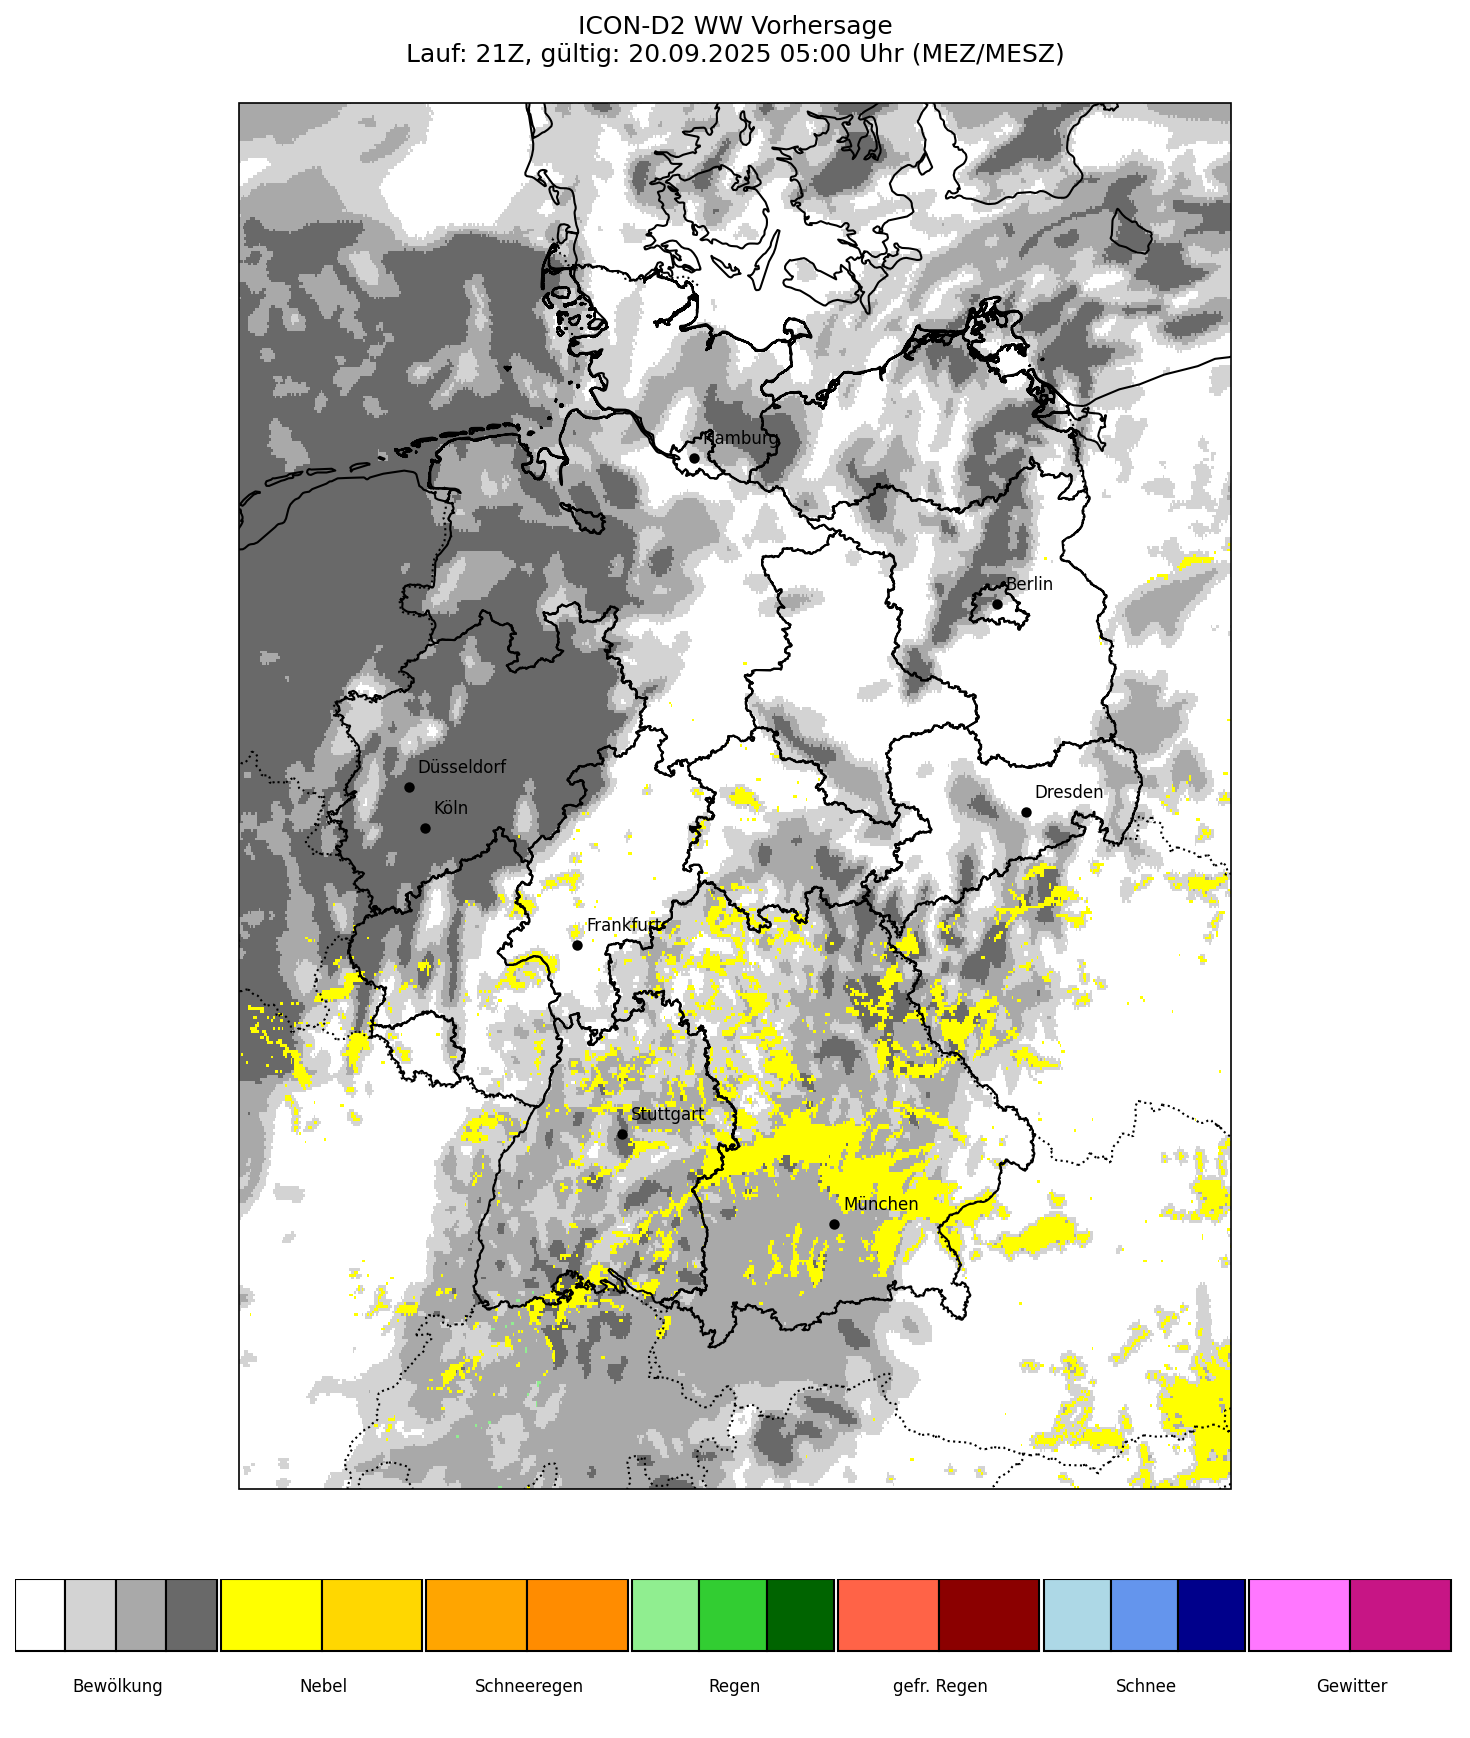 ICON-D2 WW Vorhersage
Lauf: 21Z, gültig: 20.09.2025 05:00 Uhr (MEZ/MESZ)
Hamburg
Berlin
Düsseldorf
Dresden
Köln
Frankfurt
Stuttgart
München
Bewölkung
Nebel
Schneeregen
Regen
gefr. Regen
Schnee
Gewitter